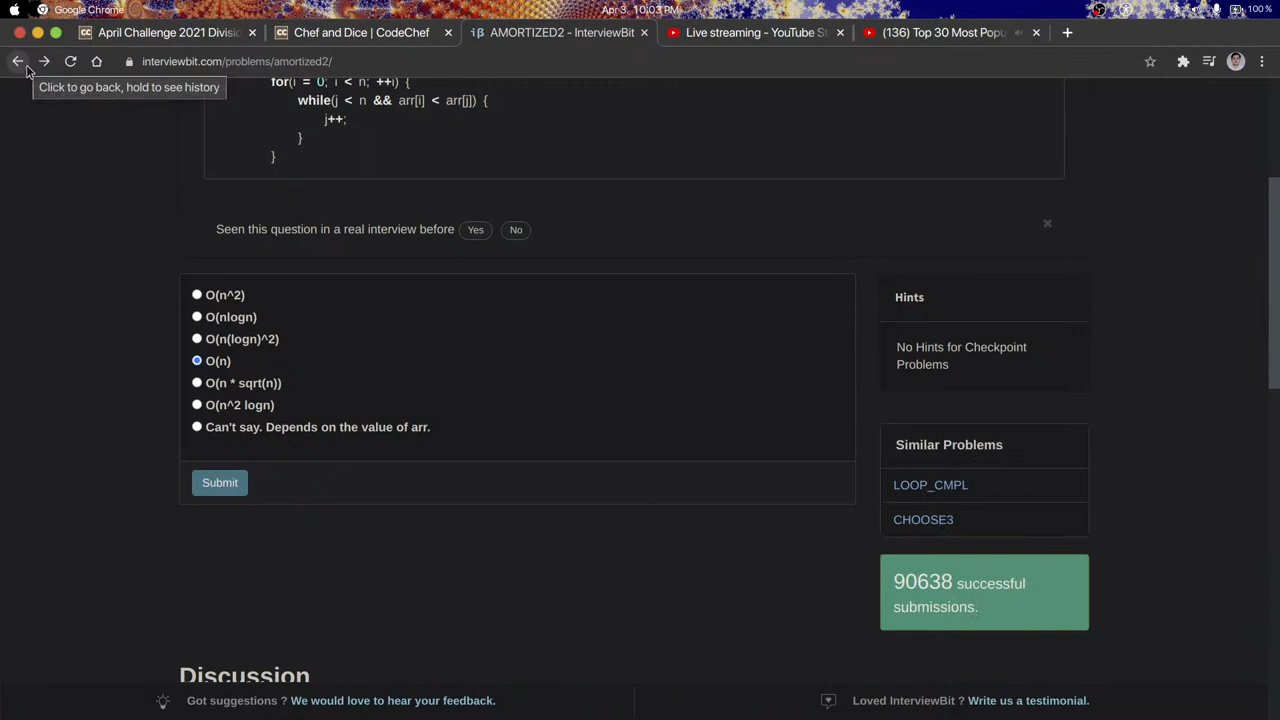 Google Chrome
Apr 3, 10:03 PM
100 %
April Challenge 2021 Divisio
Chef and Dice | CodeChef
AMORTIZED2 - InterviewBit
Live streaming - YouTube St
(136) Top 30 Most Popu
interviewbit.com/problems/amortized2/
Click to go back, hold to see history
for(i = 0; i < n; ++i) {
while(j < n && arr[i] < arr[j]) {
j++;
}
}
Seen this question in a real interview before Yes No
O(n^2)
O(nlogn)
O(n(logn)^2)
O(n)
O(n * sqrt(n))
O(n^2 logn)
Can't say. Depends on the value of arr.
Submit
Hints
No Hints for Checkpoint
Problems
Similar Problems
LOOP_CMPL
CHOOSE3
90638 successful
submissions.
Discussion
Got suggestions ? We would love to hear your feedback.
Loved InterviewBit ? Write us a testimonial.